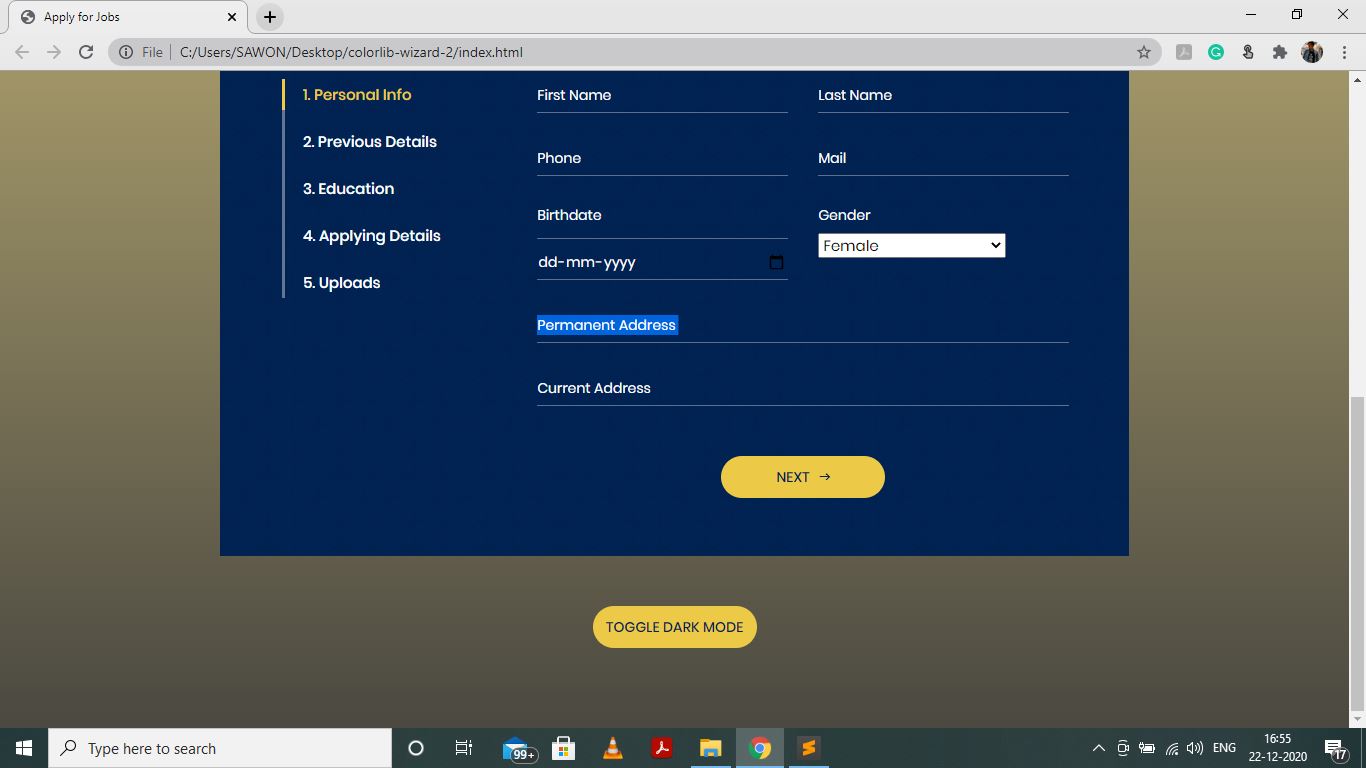 Apply for Jobs
File C:/Users/SAWON/Desktop/colorlib-wizard-2/index.html
1. Personal Info
2. Previous Details
3. Education
4. Applying Details
5. Uploads
First Name Last Name
Phone Mail
Birthdate Gender
dd-mm-yyyy Female
Permanent Address
Current Address
NEXT →
TOGGLE DARK MODE
Type here to search
99+
ENG
16:55
22-12-2020
17